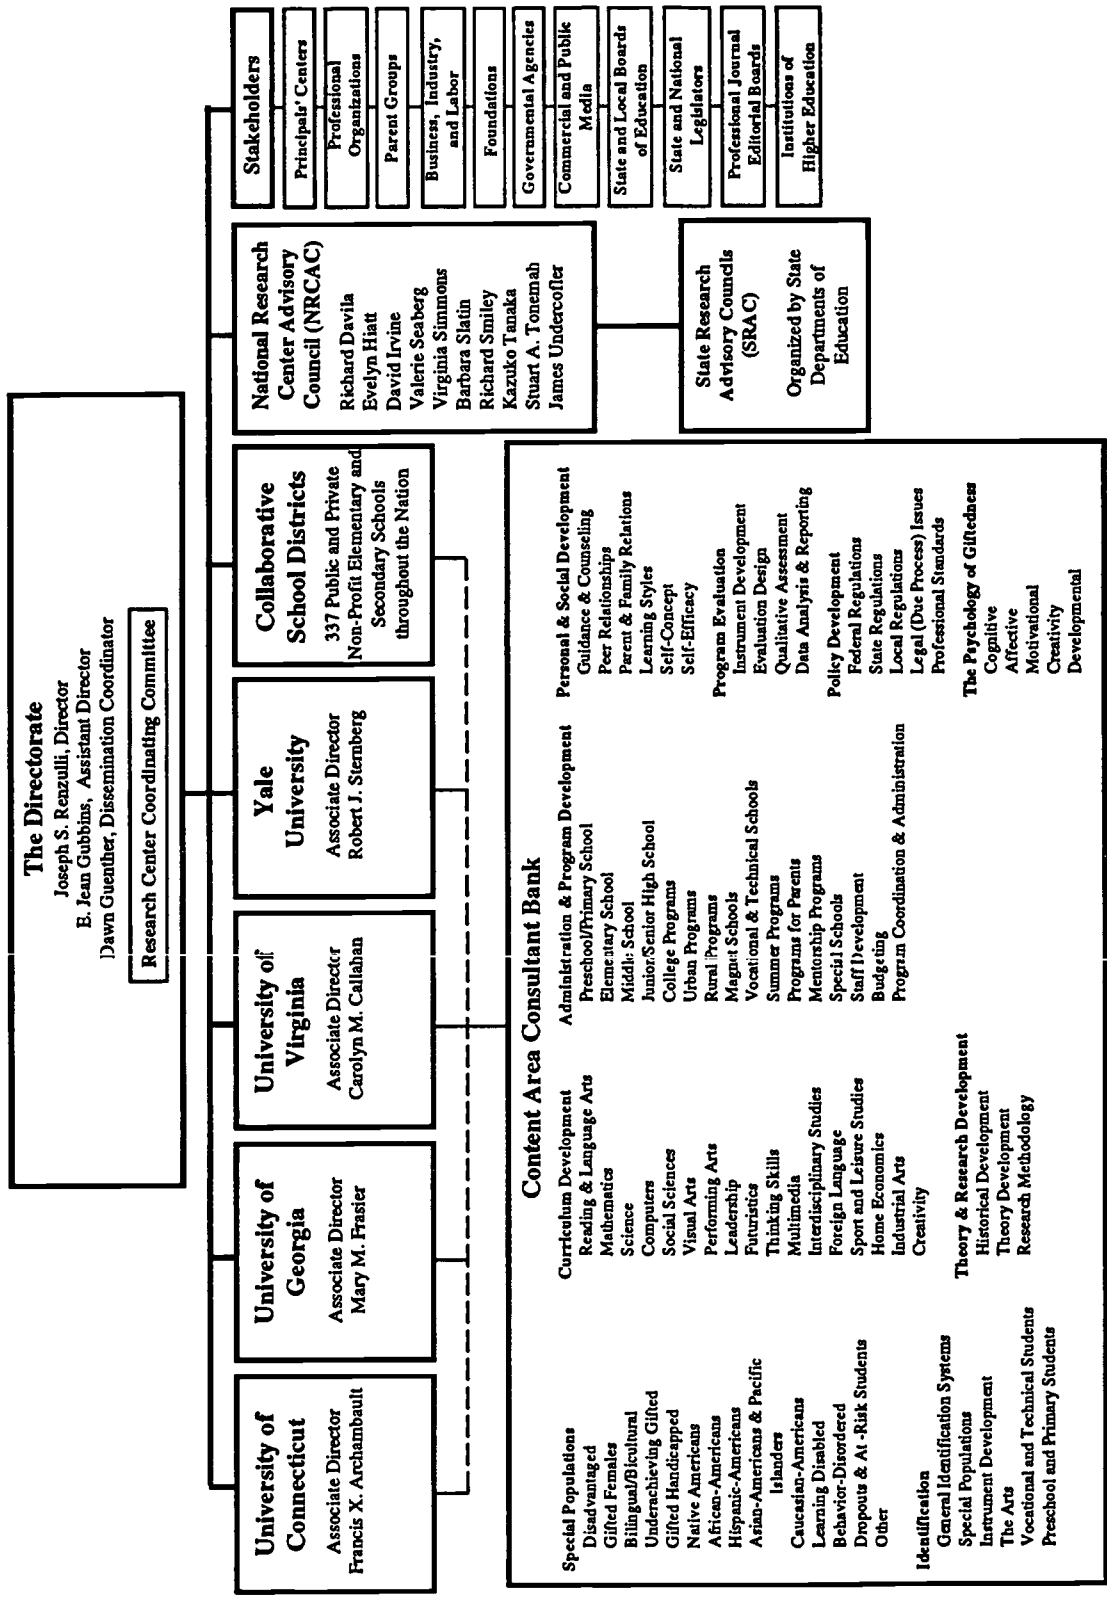 The Directorate
Joseph S. Renzulli, Director
E. Jean Gubbins, Assistant Director
Dawn Guenther, Dissemination Coordinator
Research Center Coordinating Committee
University of
Connecticut
Associate Director
Francis X. Archambault
University of
Georgia
Associate Director
Mary M. Frasier
University of
Virginia
Associate Director
Carolyn M. Callahan
Yale
University
Associate Director
Robert J. Sternberg
Collaborative
School Districts
337 Public and Private
Non-Profit Elementary and
Secondary Schools
throughout the Nation
National Research
Center Advisory
Council (NRCAC)
Richard Davila
Evelyn Hiatt
David Irvine
Valerie Seaberg
Virginia Simmons
Barbara Slatin
Richard Smiley
Kazuko Tanaka
Stuart A. Tonemah
James Undercofler
State Research
Advisory Councils
(SRAC)
Organized by State
Departments of
Education
Stakeholders
Principals' Centers
Professional
Organizations
Parent Groups
Business, Industry,
and Labor
Foundations
Governmental Agencies
Commercial and Public
Media
State and Local Boards
of Education
State and National
Legislators
Professional Journal
Editorial Boards
Institutions of
Higher Education
Content Area Consultant Bank
Special Populations
Disadvantaged
Gifted Females
Bilingual/Bicultural
Underachieving Gifted
Gifted Handicapped
Native Americans
African-Americans
Hispanic-Americans
Asian-Americans & Pacific
Islanders
Caucasian-Americans
Learning Disabled
Behavior-Disordered
Dropouts & At -Risk Students
Other
Identification
General Identification Systems
Special Populations
Instrument Development
The Arts
Vocational and Technical Students
Preschool and Primary Students
Curriculum Development
Reading & Language Arts
Mathematics
Science
Computers
Social Sciences
Visual Arts
Performing Arts
Leadership
Futuristics
Thinking Skills
Multimedia
Interdisciplinary Studies
Foreign Language
Sport and Leisure Studies
Home Economics
Industrial Arts
Creativity
Theory & Research Development
Historical Development
Theory Development
Research Methodology
Administration & Program Development
Preschool/Primary School
Elementary School
Middle School
Junior/Senior High School
College Programs
Urban Programs
Rural Programs
Magnet Schools
Vocational & Technical Schools
Summer Programs
Programs for Parents
Mentorship Programs
Special Schools
Staff Development
Budgeting
Program Coordination & Administration
Personal & Social Development
Guidance & Counseling
Peer Relationships
Parent & Family Relations
Learning Styles
Self-Concept
Self-Efficacy
Program Evaluation
Instrument Development
Evaluation Design
Qualitative Assessment
Data Analysis & Reporting
Policy Development
Federal Regulations
State Regulations
Local Regulations
Legal (Due Process) Issues
Professional Standards
The Psychology of Giftedness
Cognitive
Affective
Motivational
Creativity
Developmental